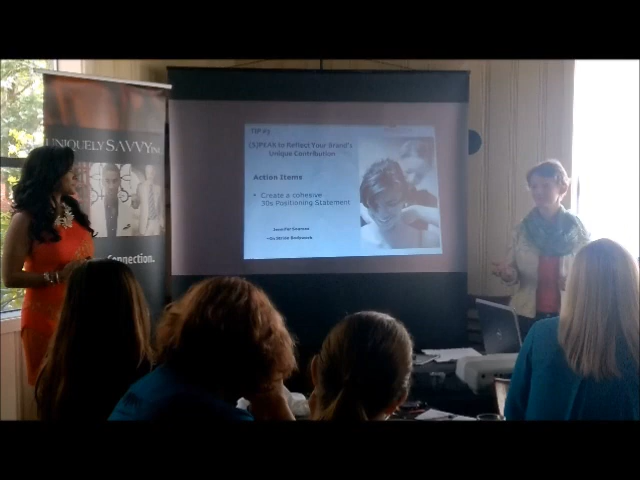 UNIQUELY SAVVY
Connection.
TIP #3
(S)PEAK to Reflect Your Brand's
Unique Contribution
Action Items
• Create a cohesive
30s Positioning Statement